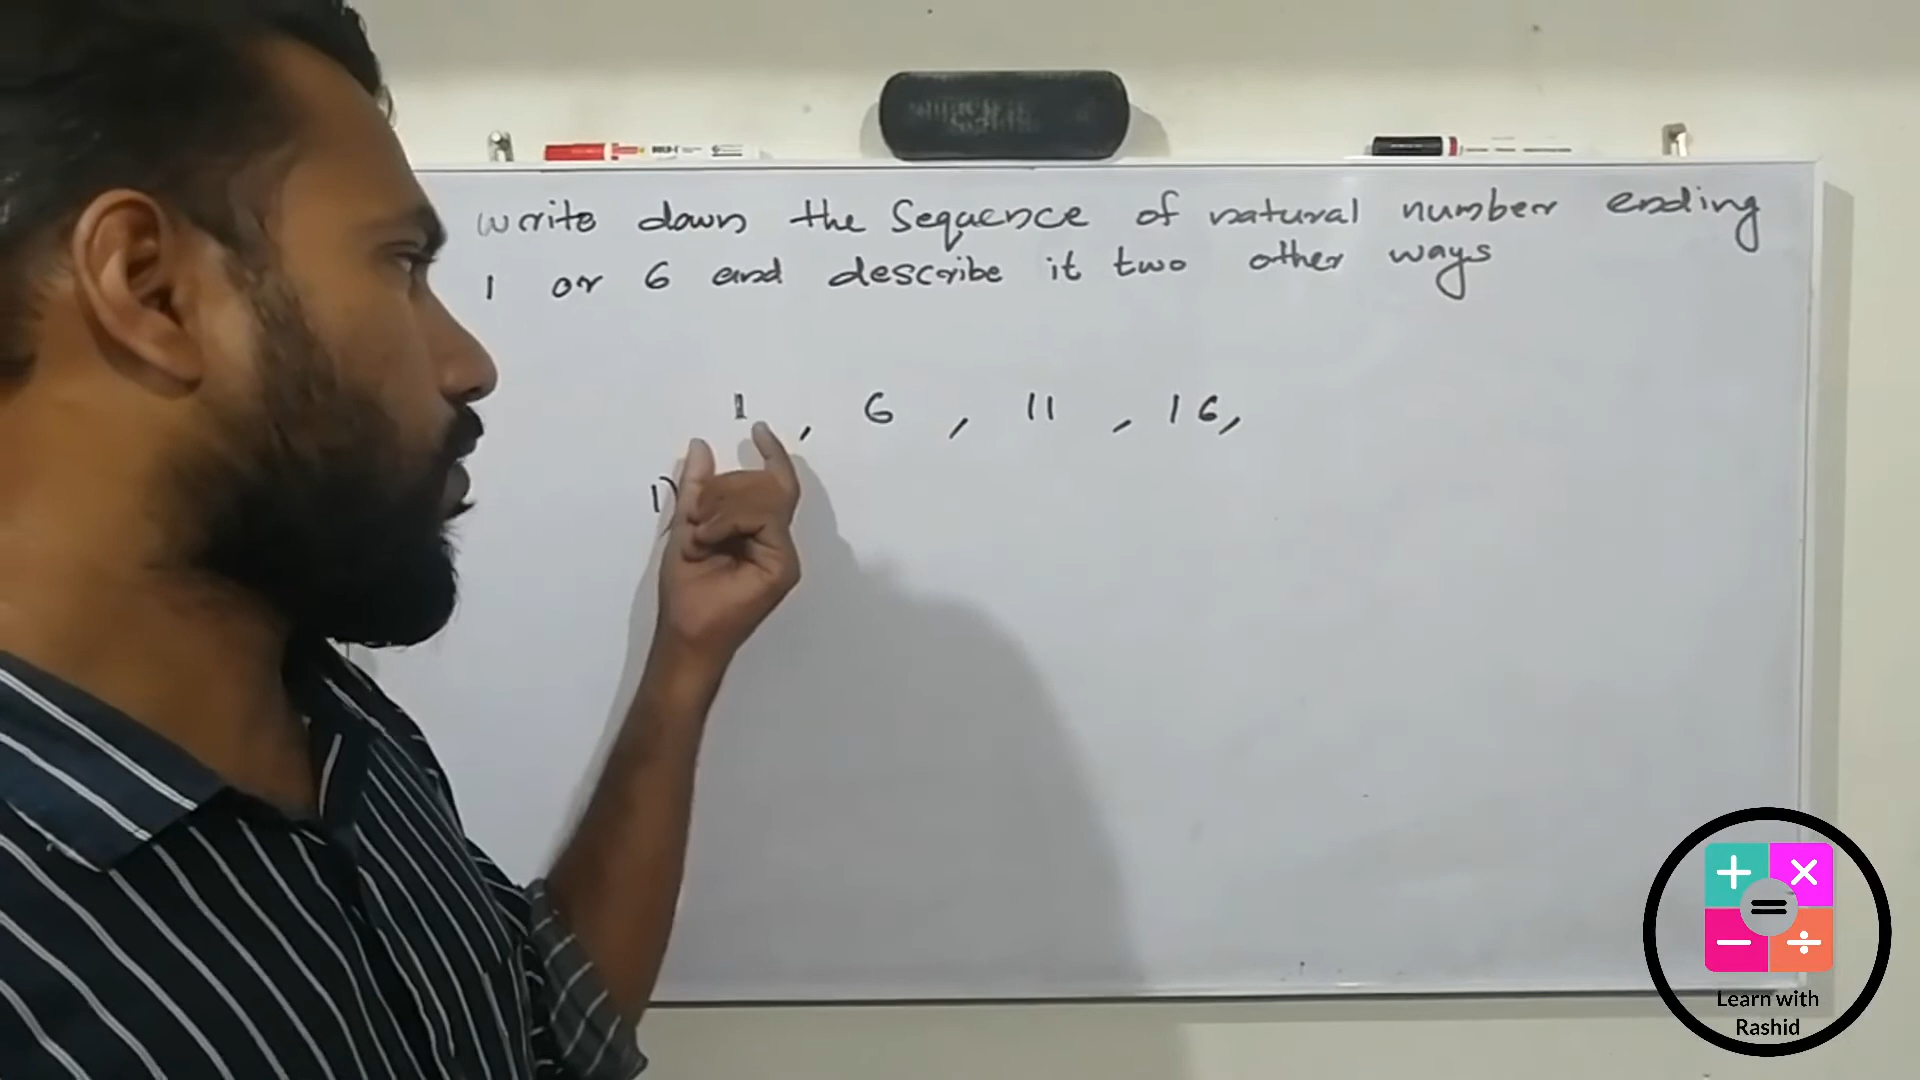 write down the Sequence of natural number ending
1 or 6 and describe it two other ways
1, 6, 11, 16,
1)
+ ×
=
− ÷
Learn with
Rashid